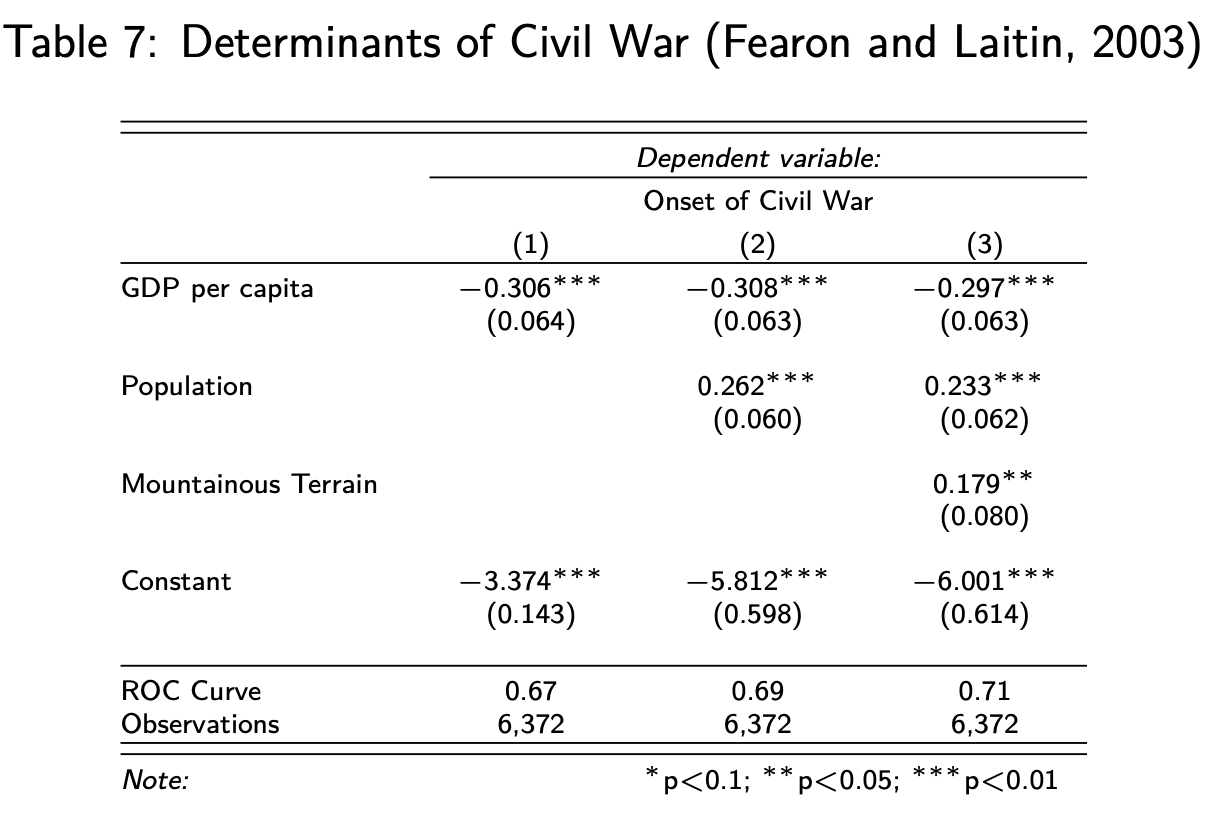 Table 7: Determinants of Civil War (Fearon and Laitin, 2003)
Dependent variable:
Onset of Civil War
(1) (2) (3)
GDP per capita −0.306*** −0.308*** −0.297***
(0.064) (0.063) (0.063)
Population 0.262*** 0.233***
(0.060) (0.062)
Mountainous Terrain 0.179**
(0.080)
Constant −3.374*** −5.812*** −6.001***
(0.143) (0.598) (0.614)
ROC Curve 0.67 0.69 0.71
Observations 6,372 6,372 6,372
Note: *p<0.1; **p<0.05; ***p<0.01